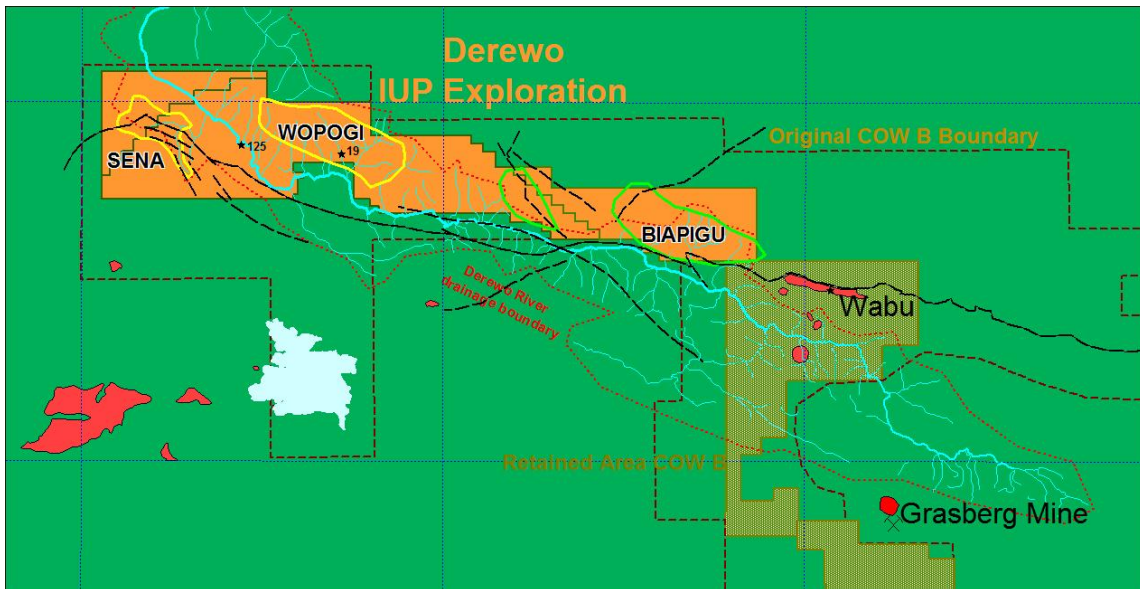 Derewo
IUP Exploration
WOPOGI
Original COW B Boundary
SENA
125
19
BIAPIGU
Derewo River
drainage boundary
Wabu
Retained Area COW B
Grasberg Mine